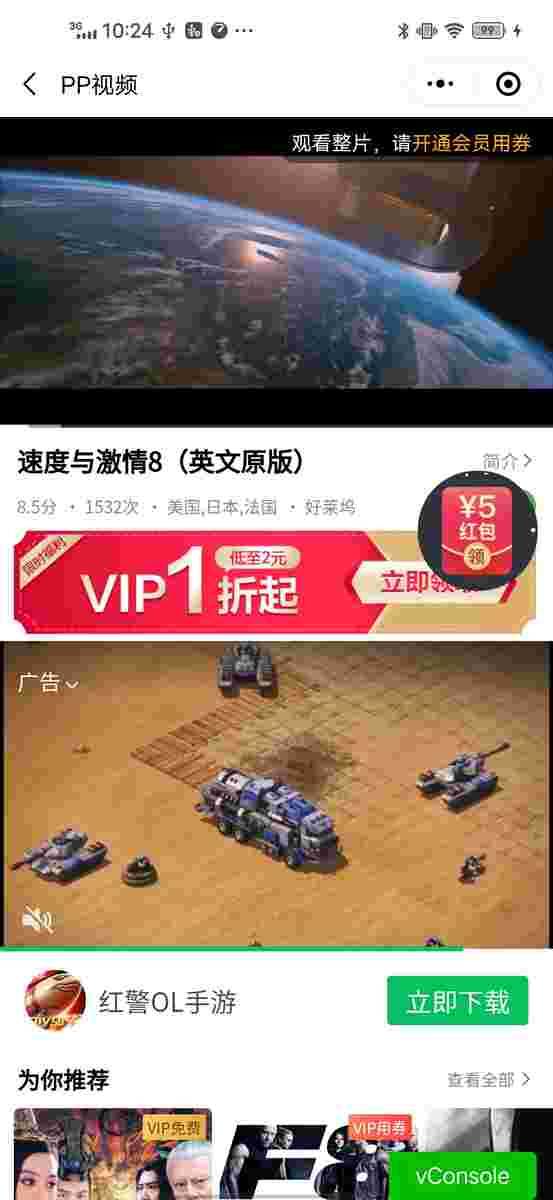 3G 10:24
99
PP视频
观看整片，请开通会员用券
速度与激情8（英文原版）
简介
8.5分 · 1532次 · 美国,日本,法国 · 好莱坞
¥5
红包
领
限时福利
低至2元
VIP1折起
立即领
广告
红警OL手游
立即下载
为你推荐
查看全部
VIP免费
VIP用券
F8
vConsole